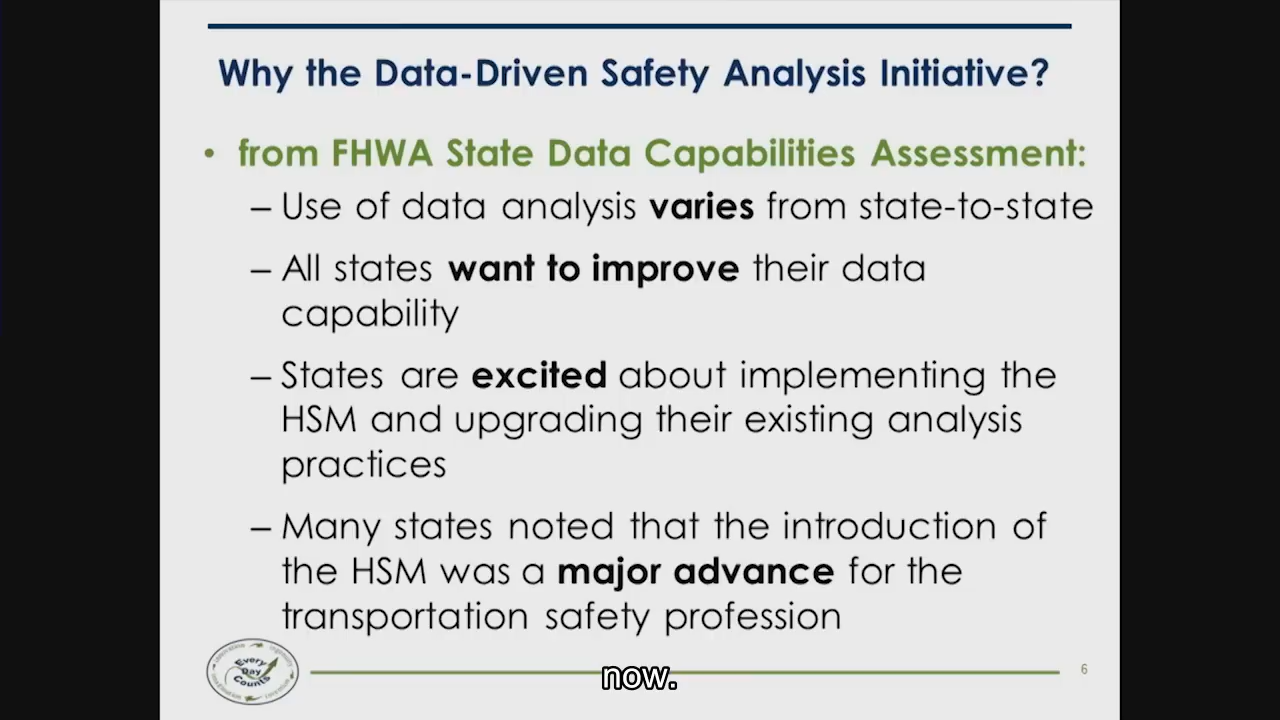 Why the Data-Driven Safety Analysis Initiative?
• from FHWA State Data Capabilities Assessment:
– Use of data analysis varies from state-to-state
– All states want to improve their data
capability
– States are excited about implementing the
HSM and upgrading their existing analysis
practices
– Many states noted that the introduction of
the HSM was a major advance for the
transportation safety profession
Every
Day
Counts
now.
6